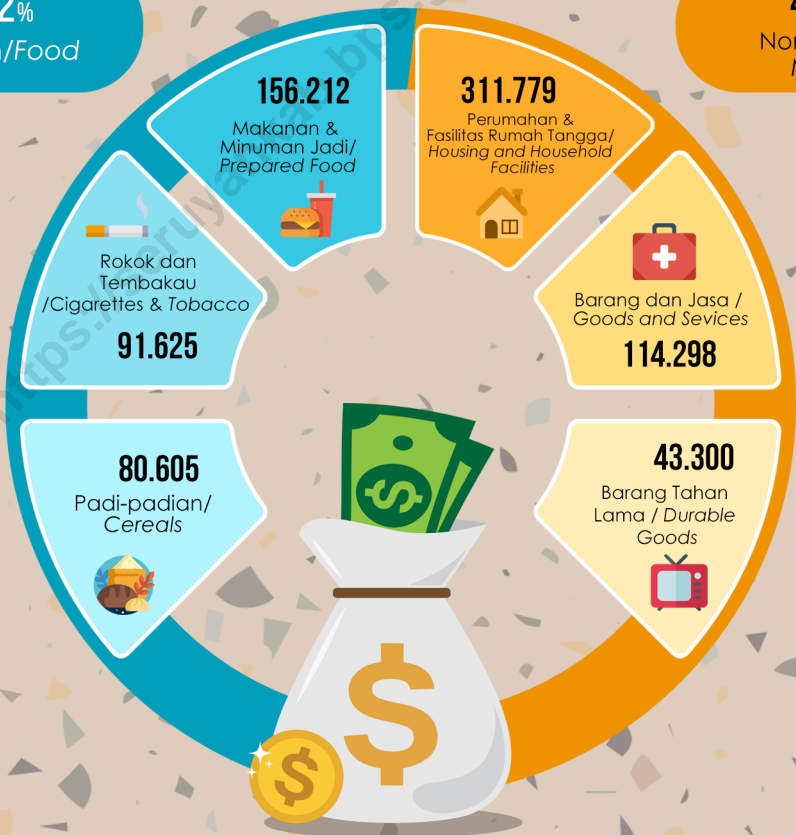 2%
/Food
156.212
Makanan &
Minuman Jadi/
Prepared Food
311.779
Perumahan &
Fasilitas Rumah Tangga/
Housing and Household
Facilities
Rokok dan
Tembakau
/Cigarettes & Tobacco
91.625
Barang dan Jasa /
Goods and Sevices
114.298
80.605
Padi-padian/
Cereals
43.300
Barang Tahan
Lama / Durable
Goods
$
$
$